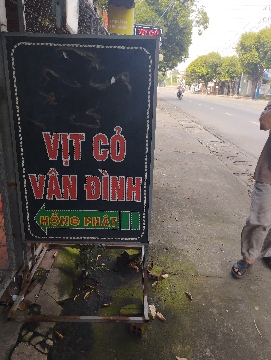 VỊT CỎ
VÂN ĐÌNH
HỒNG PHÁT